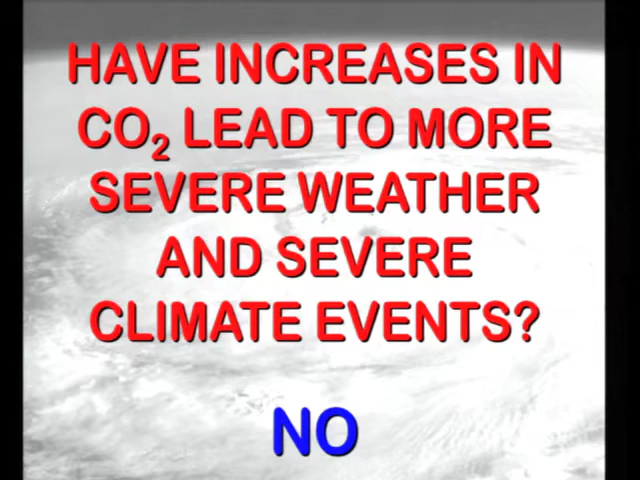 HAVE INCREASES IN
CO₂ LEAD TO MORE
SEVERE WEATHER
AND SEVERE
CLIMATE EVENTS?
NO